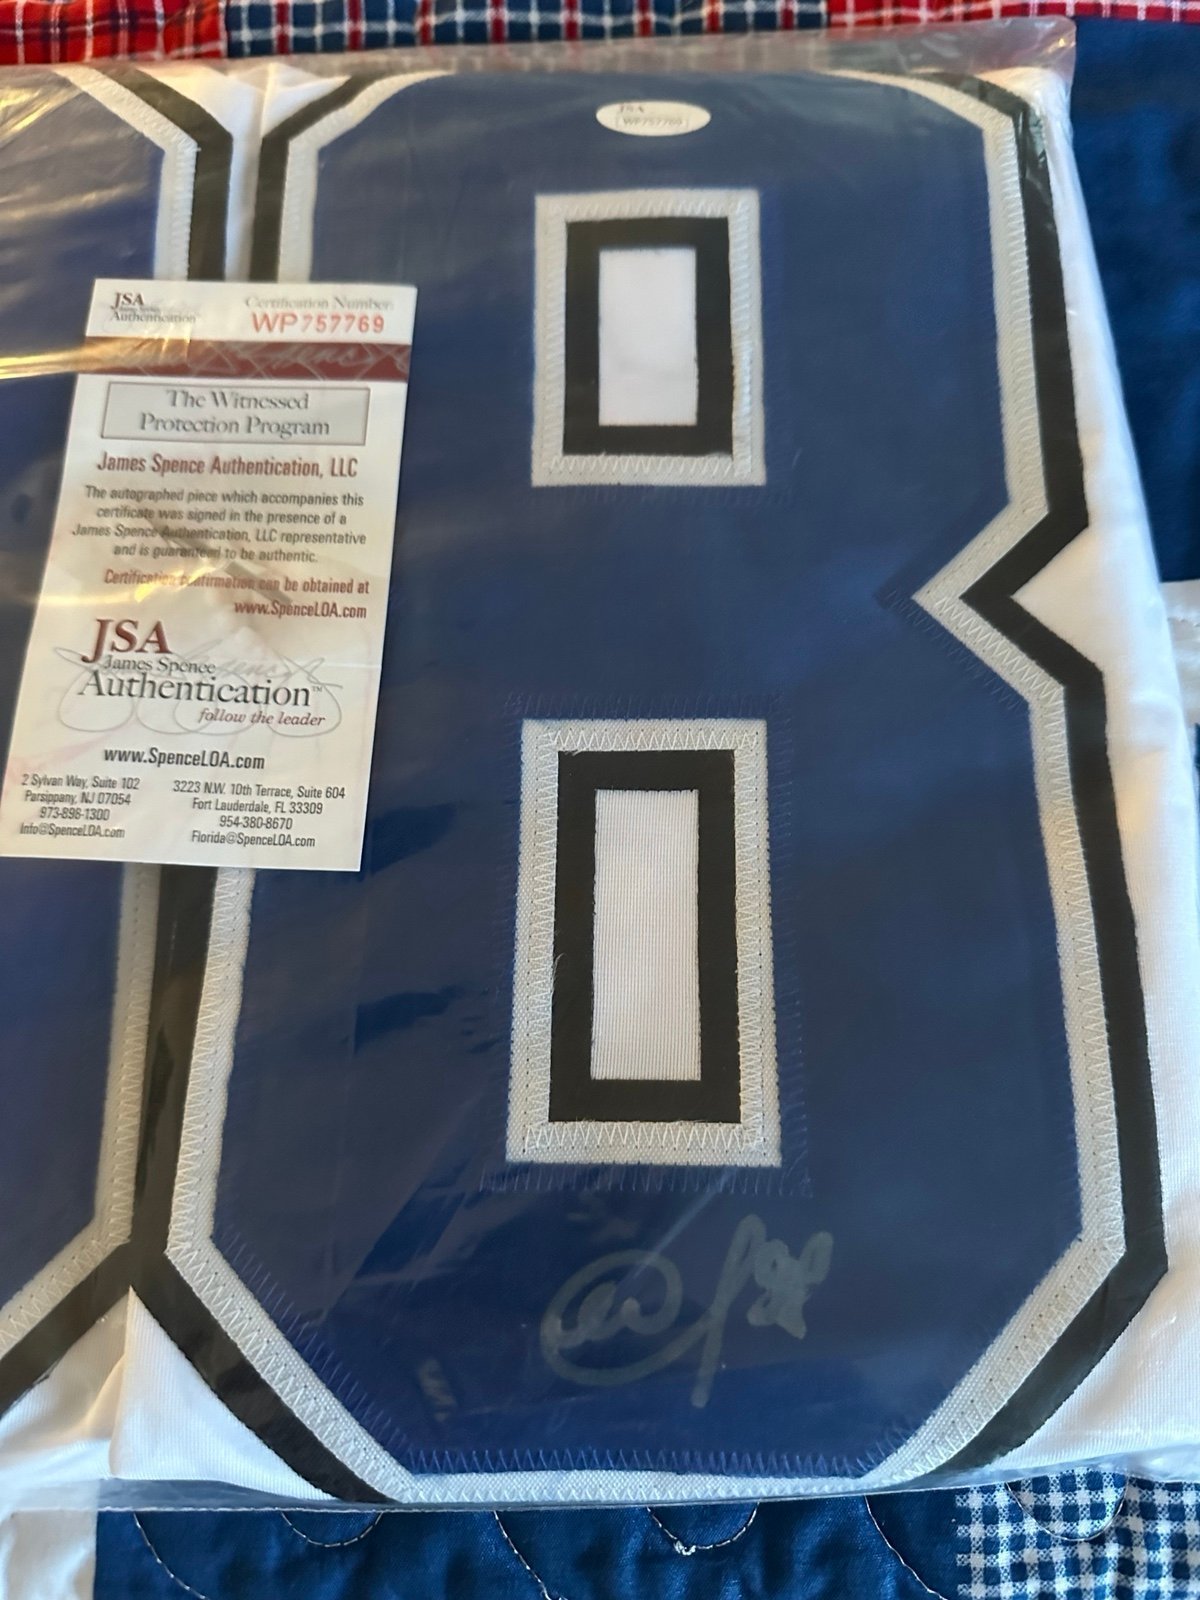 JSA
WP757769
JSA
James Spence
Authentication
Certification Number:
WP757769
The Witnessed
Protection Program
James Spence Authentication, LLC
The autographed piece which accompanies this
certificate was signed in the presence of a
James Spence Authentication, LLC representative
and is guaranteed to be authentic.
Certification confirmation can be obtained at
www.SpenceLOA.com
JSA
James Spence
Authentication™
follow the leader
www.SpenceLOA.com
2 Sylvan Way, Suite 102
Parsippany, NJ 07054
973-898-1300
Info@SpenceLOA.com
3223 N.W. 10th Terrace, Suite 604
Fort Lauderdale, FL 33309
954-380-8670
Florida@SpenceLOA.com
8